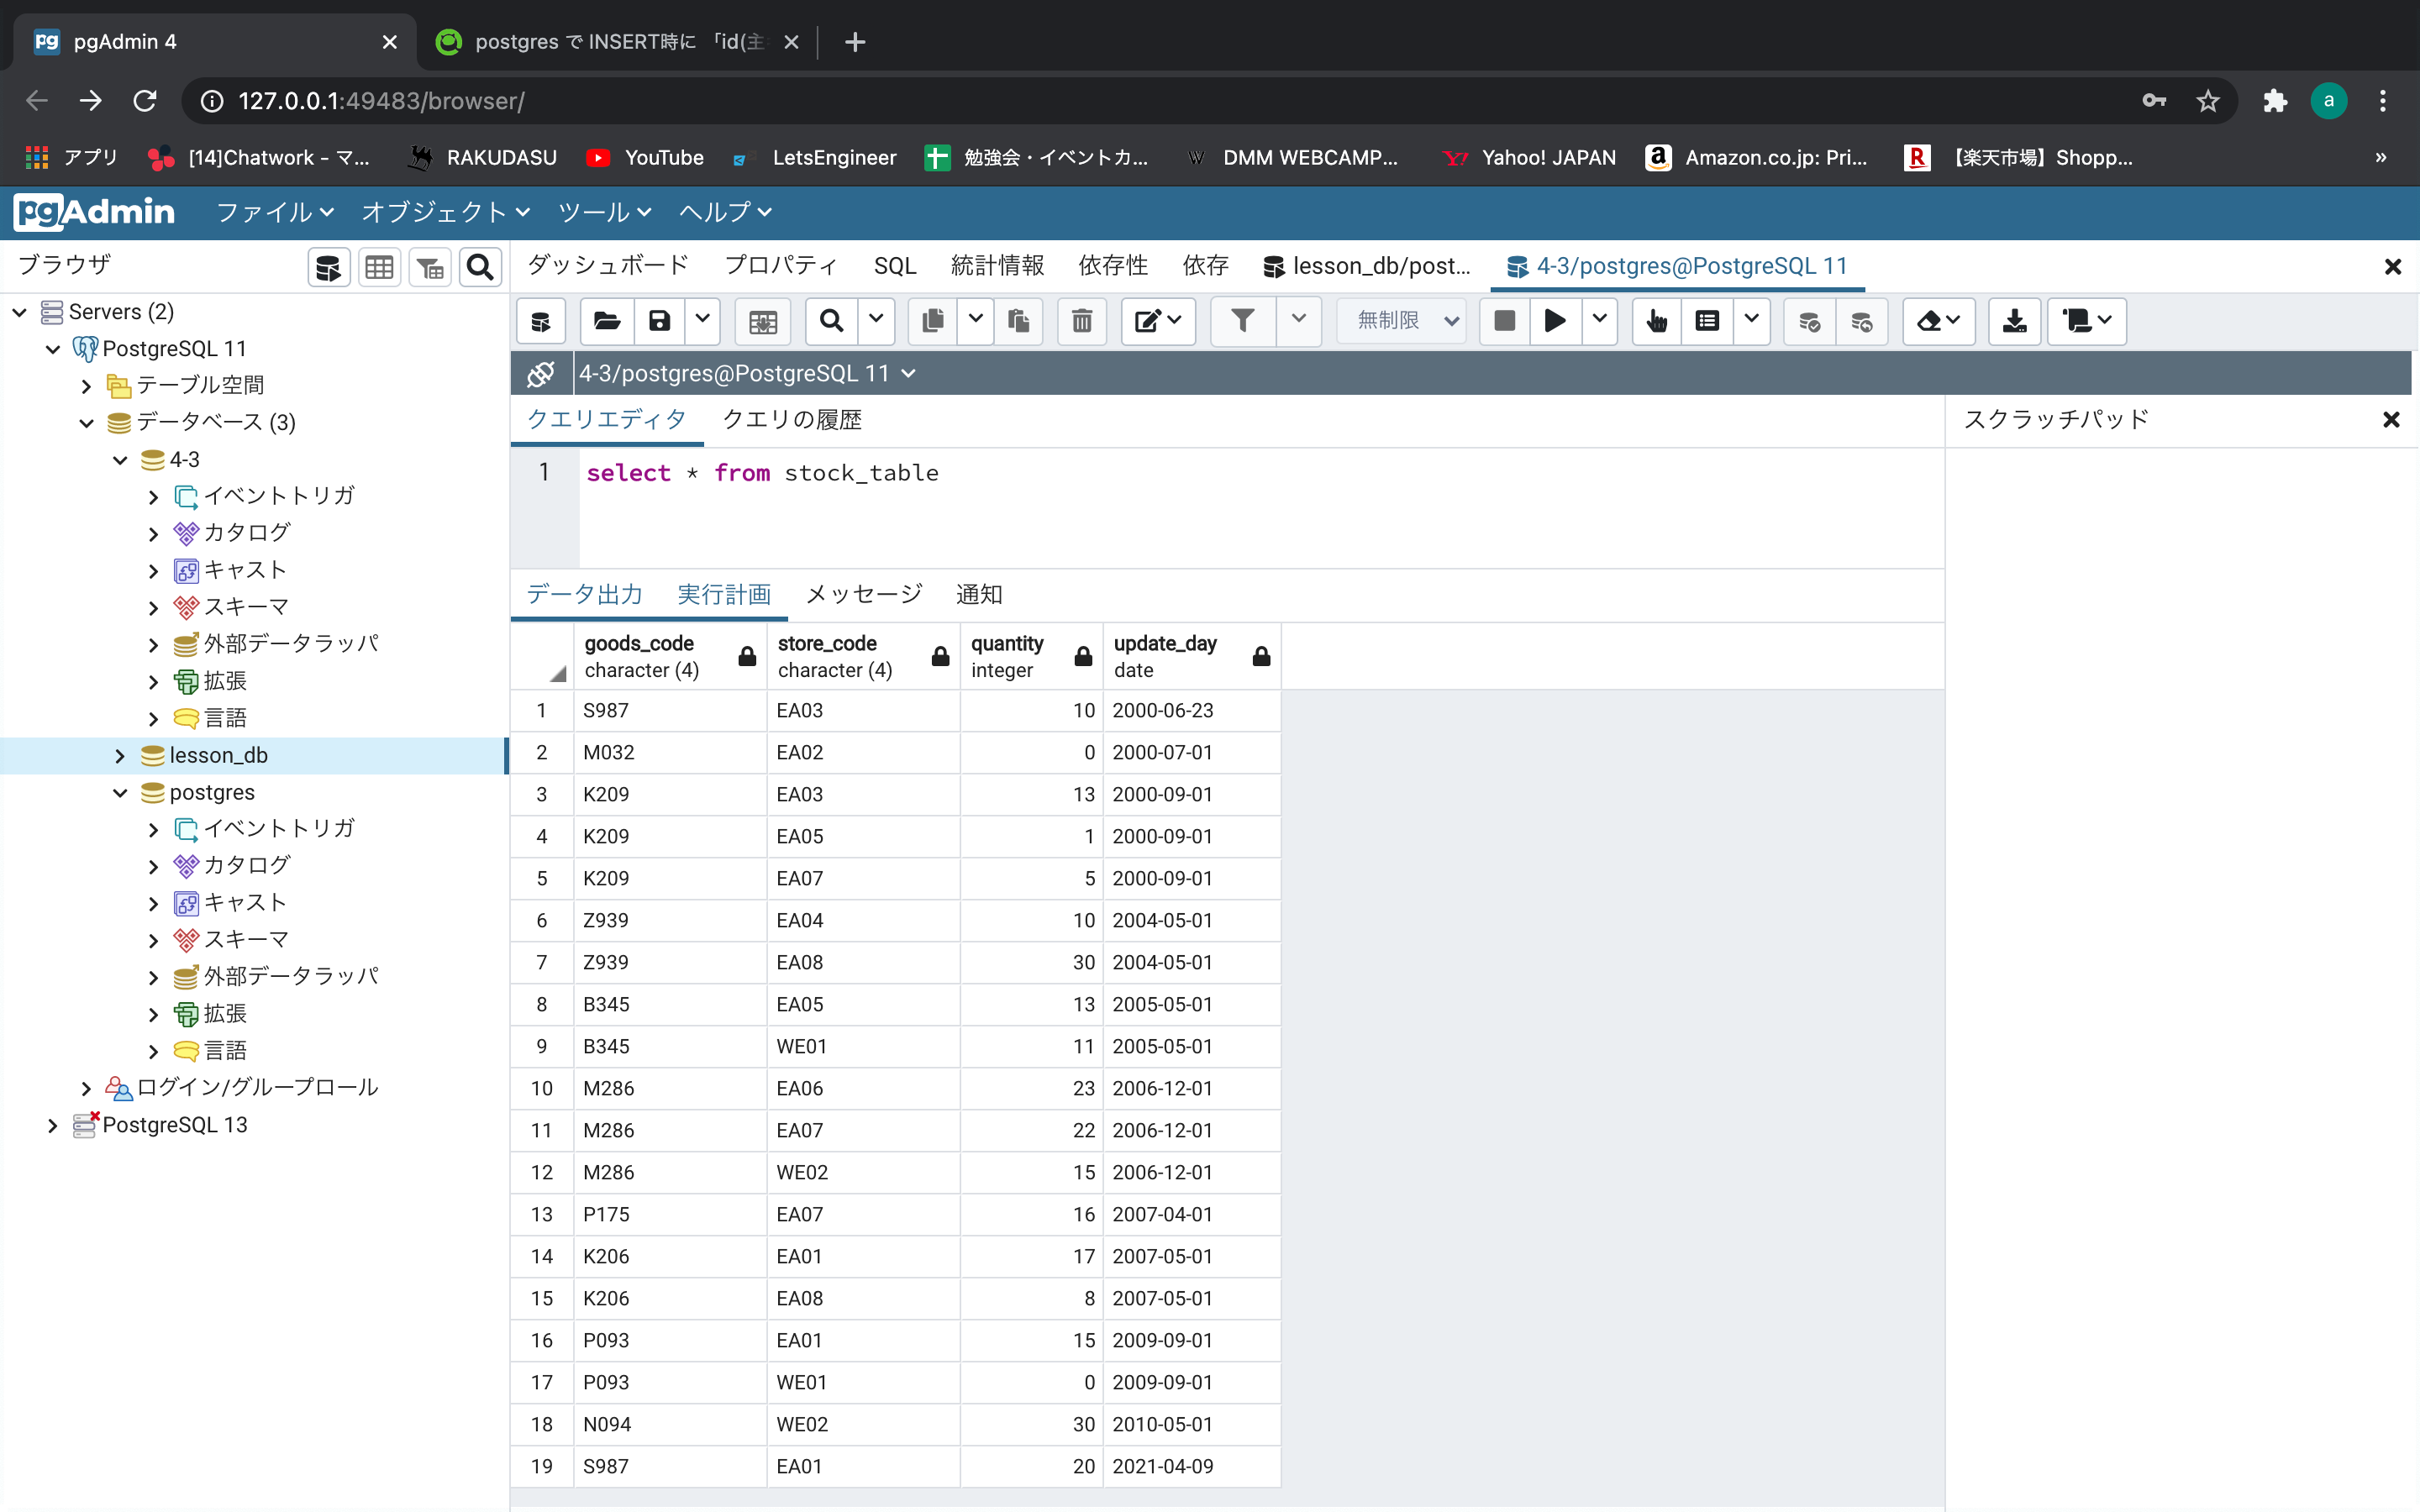 pgAdmin 4
postgres で INSERT時に 「id(主
127.0.0.1:49483/browser/
a
アプリ [14]Chatwork - マ... RAKUDASU YouTube LetsEngineer 勉強会・イベントカ... W DMM WEBCAMP... Yahoo! JAPAN Amazon.co.jp: Pri... 【楽天市場】Shopp... »
pgAdmin ファイル オブジェクト ツール ヘルプ
ブラウザ
Servers (2)
PostgreSQL 11
テーブル空間
データベース (3)
4-3
イベントトリガ
カタログ
キャスト
スキーマ
外部データラッパ
拡張
言語
lesson_db
postgres
イベントトリガ
カタログ
キャスト
スキーマ
外部データラッパ
拡張
言語
ログイン/グループロール
PostgreSQL 13
ダッシュボード プロパティ SQL 統計情報 依存性 依存 lesson_db/post... 4-3/postgres@PostgreSQL 11
無制限
4-3/postgres@PostgreSQL 11
クエリエディタ クエリの履歴
スクラッチパッド
1 select * from stock_table
データ出力 実行計画 メッセージ 通知
goods_code store_code quantity update_day
character (4) character (4) integer date
1 S987 EA03 10 2000-06-23
2 M032 EA02 0 2000-07-01
3 K209 EA03 13 2000-09-01
4 K209 EA05 1 2000-09-01
5 K209 EA07 5 2000-09-01
6 Z939 EA04 10 2004-05-01
7 Z939 EA08 30 2004-05-01
8 B345 EA05 13 2005-05-01
9 B345 WE01 11 2005-05-01
10 M286 EA06 23 2006-12-01
11 M286 EA07 22 2006-12-01
12 M286 WE02 15 2006-12-01
13 P175 EA07 16 2007-04-01
14 K206 EA01 17 2007-05-01
15 K206 EA08 8 2007-05-01
16 P093 EA01 15 2009-09-01
17 P093 WE01 0 2009-09-01
18 N094 WE02 30 2010-05-01
19 S987 EA01 20 2021-04-09